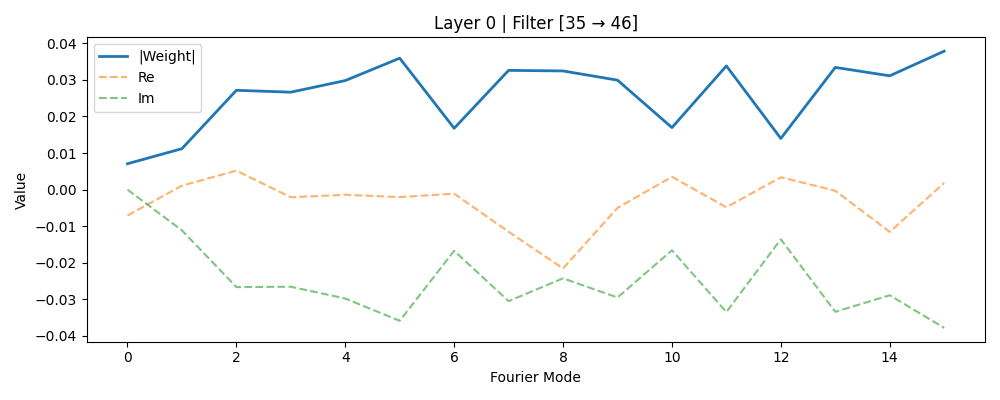 Layer 0 | Filter [35 → 46]
|Weight|
Re
Im
0.04
0.03
0.02
0.01
0.00
−0.01
−0.02
−0.03
−0.04
Value
0 2 4 6 8 10 12 14
Fourier Mode